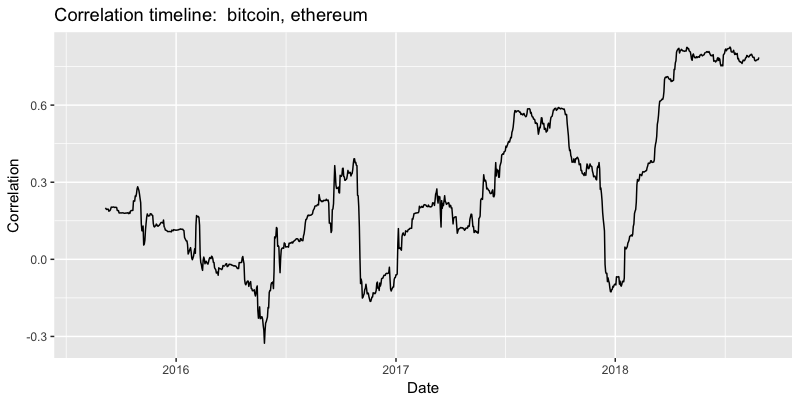 Correlation timeline:  bitcoin, ethereum
Correlation
0.6
0.3
0.0
-0.3
2016
2017
2018
Date